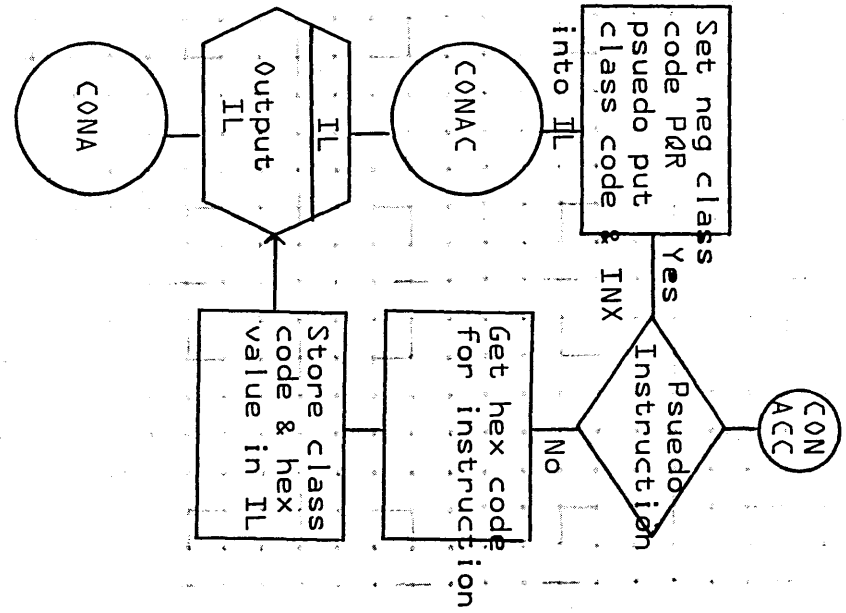 CON
ACC
Psuedo
Instruction
Yes
No
Set neg class
code PQR
psuedo put
class code & INX
into IL
Get hex code
for instruction
CONAC
Store class
code & hex
value in IL
IL
Output
IL
CONA